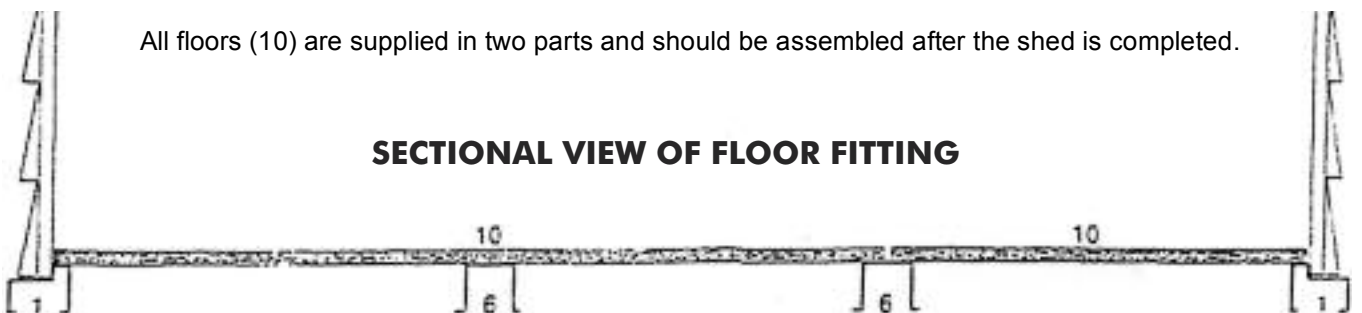 All floors (10) are supplied in two parts and should be assembled after the shed is completed.
SECTIONAL VIEW OF FLOOR FITTING
10 10
1 6 6 1